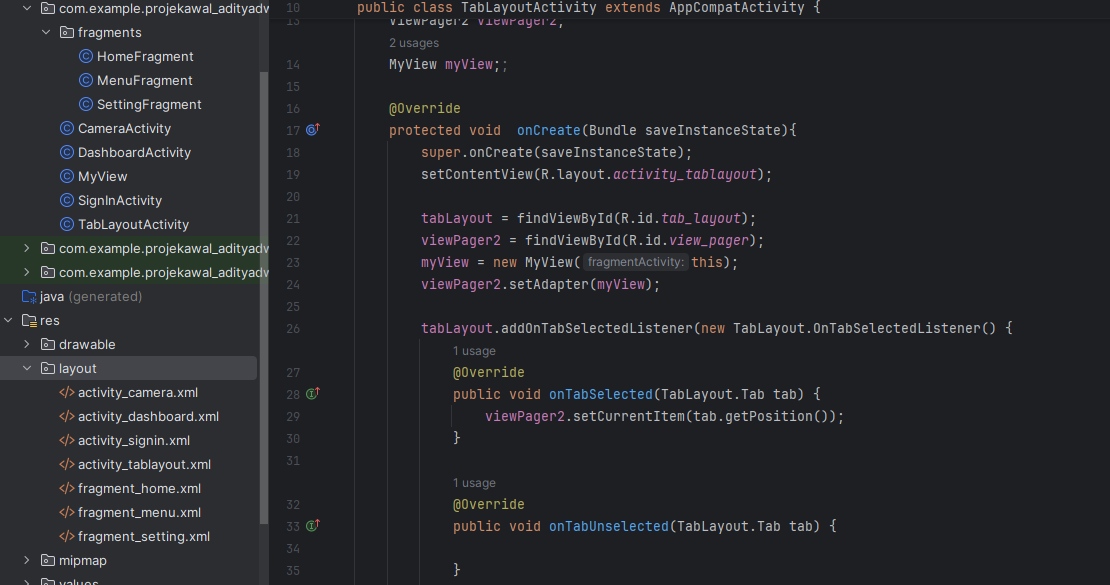 com.example.projekawal_adityadw
fragments
HomeFragment
MenuFragment
SettingFragment
CameraActivity
DashboardActivity
MyView
SignInActivity
TabLayoutActivity
com.example.projekawal_adityadw
com.example.projekawal_adityadw
java (generated)
res
drawable
layout
activity_camera.xml
activity_dashboard.xml
activity_signin.xml
activity_tablayout.xml
fragment_home.xml
fragment_menu.xml
fragment_setting.xml
mipmap
values
10 public class TabLayoutActivity extends AppCompatActivity {
13 ViewPager2 viewPager2;
2 usages
14 MyView myView;;
15
16 @Override
17 protected void onCreate(Bundle saveInstanceState){
18 super.onCreate(saveInstanceState);
19 setContentView(R.layout.activity_tablayout);
20
21 tabLayout = findViewById(R.id.tab_layout);
22 viewPager2 = findViewById(R.id.view_pager);
23 myView = new MyView( fragmentActivity: this);
24 viewPager2.setAdapter(myView);
25
26 tabLayout.addOnTabSelectedListener(new TabLayout.OnTabSelectedListener() {
1 usage
27 @Override
28 public void onTabSelected(TabLayout.Tab tab) {
29 viewPager2.setCurrentItem(tab.getPosition());
30 }
31
1 usage
32 @Override
33 public void onTabUnselected(TabLayout.Tab tab) {
34
35 }